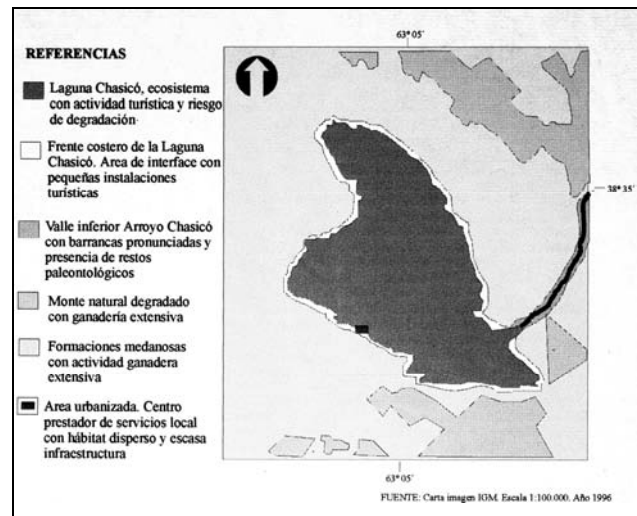 63° 05´
REFERENCIAS
Laguna Chasicó, ecosistema
con actividad turística y riesgo
de degradación
Frente costero de la Laguna
Chasicó. Area de interface con
pequeñas instalaciones
turísticas
38° 35´
Valle inferior Arroyo Chasicó
con barrancas pronunciadas y
presencia de restos
paleontológicos
Monte natural degradado
con ganadería extensiva
Formaciones medanosas
con actividad ganadera
extensiva
Area urbanizada. Centro
prestador de servicios local
con hábitat disperso y escasa
infraestructura
63° 05´
FUENTE: Carta imagen IGM. Escala 1:100.000. Año 1996